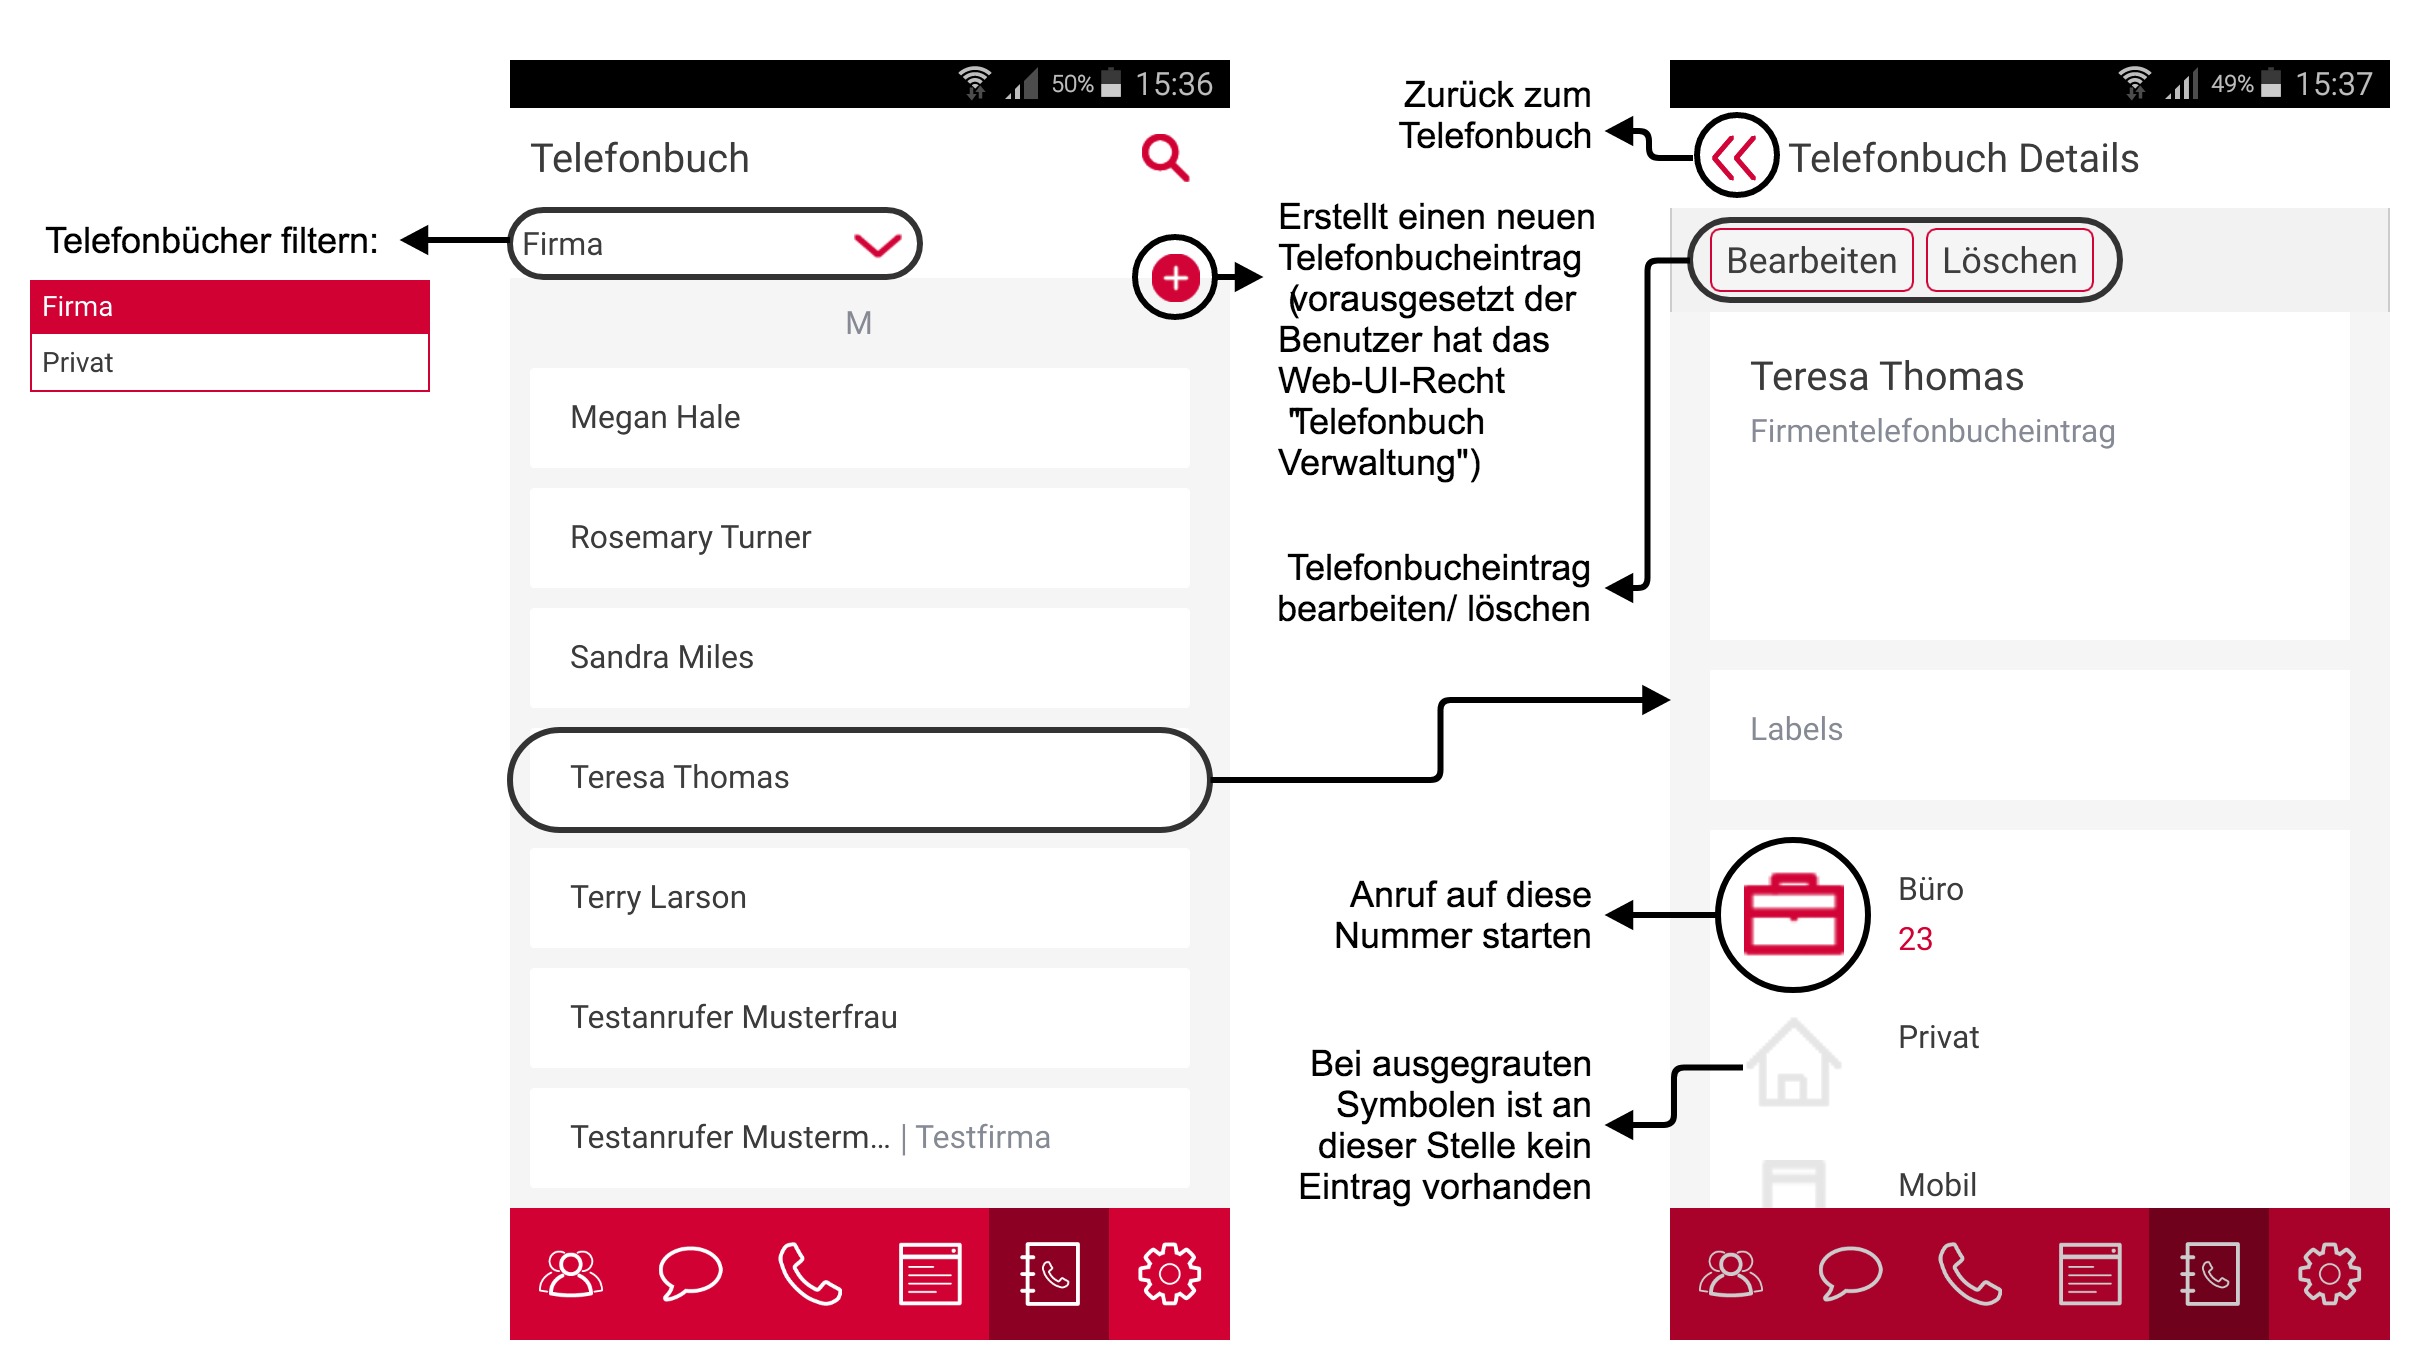 50%
15:36
Telefonbuch
Telefonbücher filtern:
Firma
Privat
Firma
M
Megan Hale
Rosemary Turner
Sandra Miles
Teresa Thomas
Terry Larson
Testanrufer Musterfrau
Testanrufer Musterm... | Testfirma
Zurück zum
Telefonbuch
Erstellt einen neuen
Telefonbucheintrag
(vorausgesetzt der
Benutzer hat das
Web-UI-Recht
"Telefonbuch
Verwaltung")
Telefonbucheintrag
bearbeiten/ löschen
Anruf auf diese
Nummer starten
Bei ausgegrauten
Symbolen ist an
dieser Stelle kein
Eintrag vorhanden
49%
15:37
Telefonbuch Details
Bearbeiten
Löschen
Teresa Thomas
Firmentelefonbucheintrag
Labels
Büro
23
Privat
Mobil